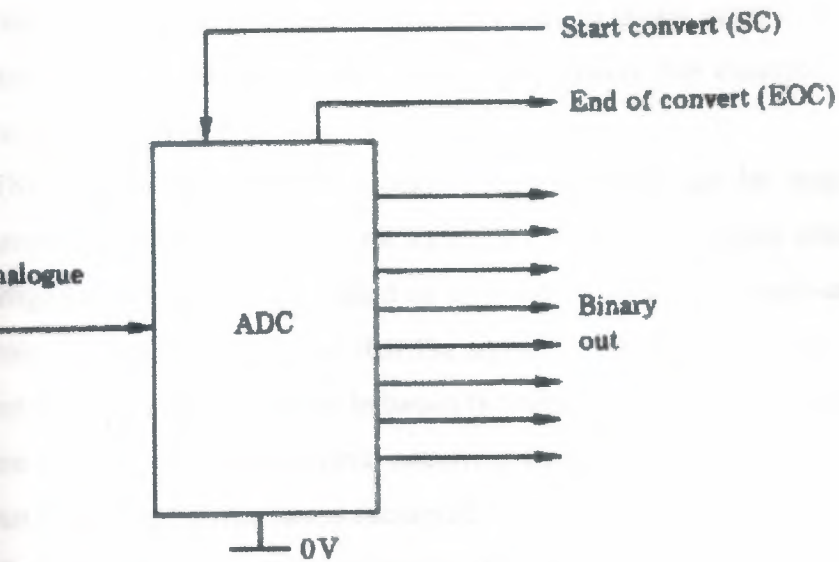 Start convert (SC)
End of convert (EOC)
nalogue
ADC
Binary
out
0V